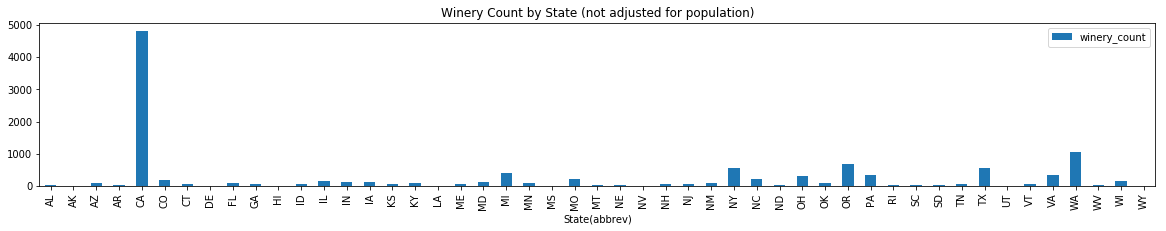 Winery Count by State (not adjusted for population)
winery_count
5000
4000
3000
2000
1000
0
AL AK AZ AR CA CO CT DE FL GA HI ID IL IN IA KS KY LA ME MD MI MN MS MO MT NE NV NH NJ NM NY NC ND OH OK OR PA RI SC SD TN TX UT VT VA WA WV WI WY
State(abbrev)